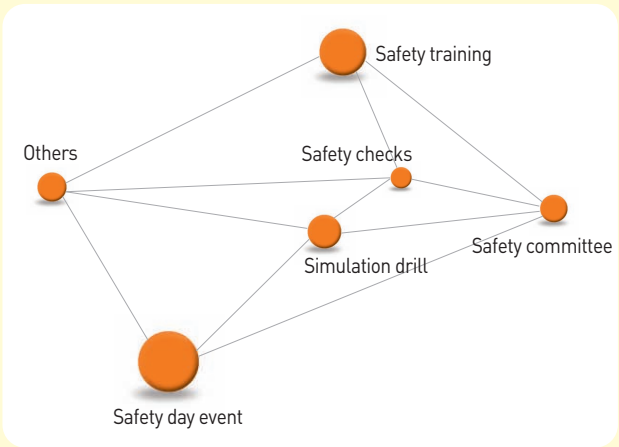 Safety training
Others
Safety checks
Safety committee
Simulation drill
Safety day event